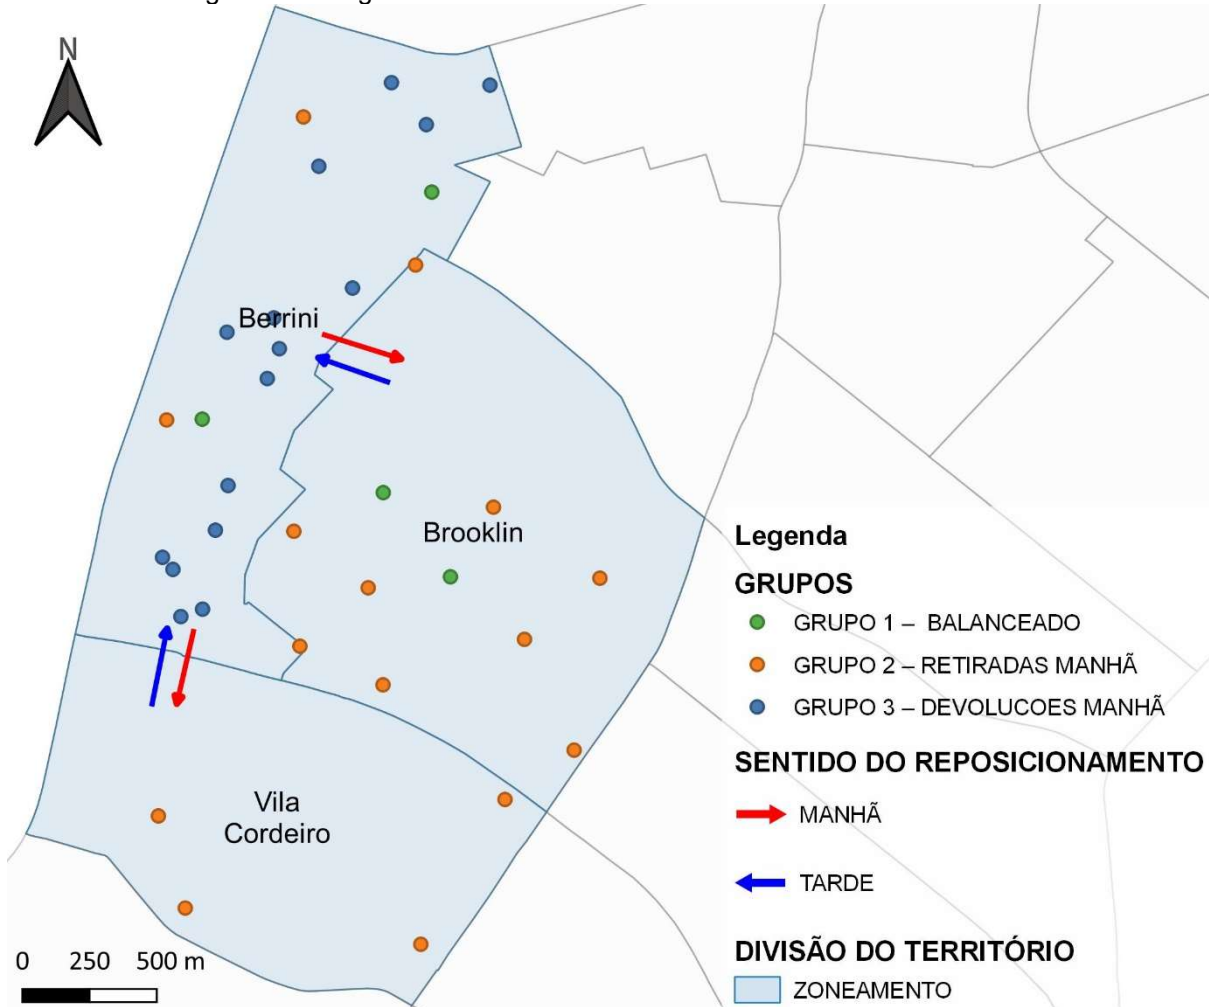 N
Berrini
Brooklin
Vila
Cordeiro
0 250 500 m
Legenda
GRUPOS
GRUPO 1 – BALANCEADO
GRUPO 2 – RETIRADAS MANHÃ
GRUPO 3 – DEVOLUCOES MANHÃ
SENTIDO DO REPOSICIONAMENTO
MANHÃ
TARDE
DIVISÃO DO TERRITÓRIO
ZONEAMENTO